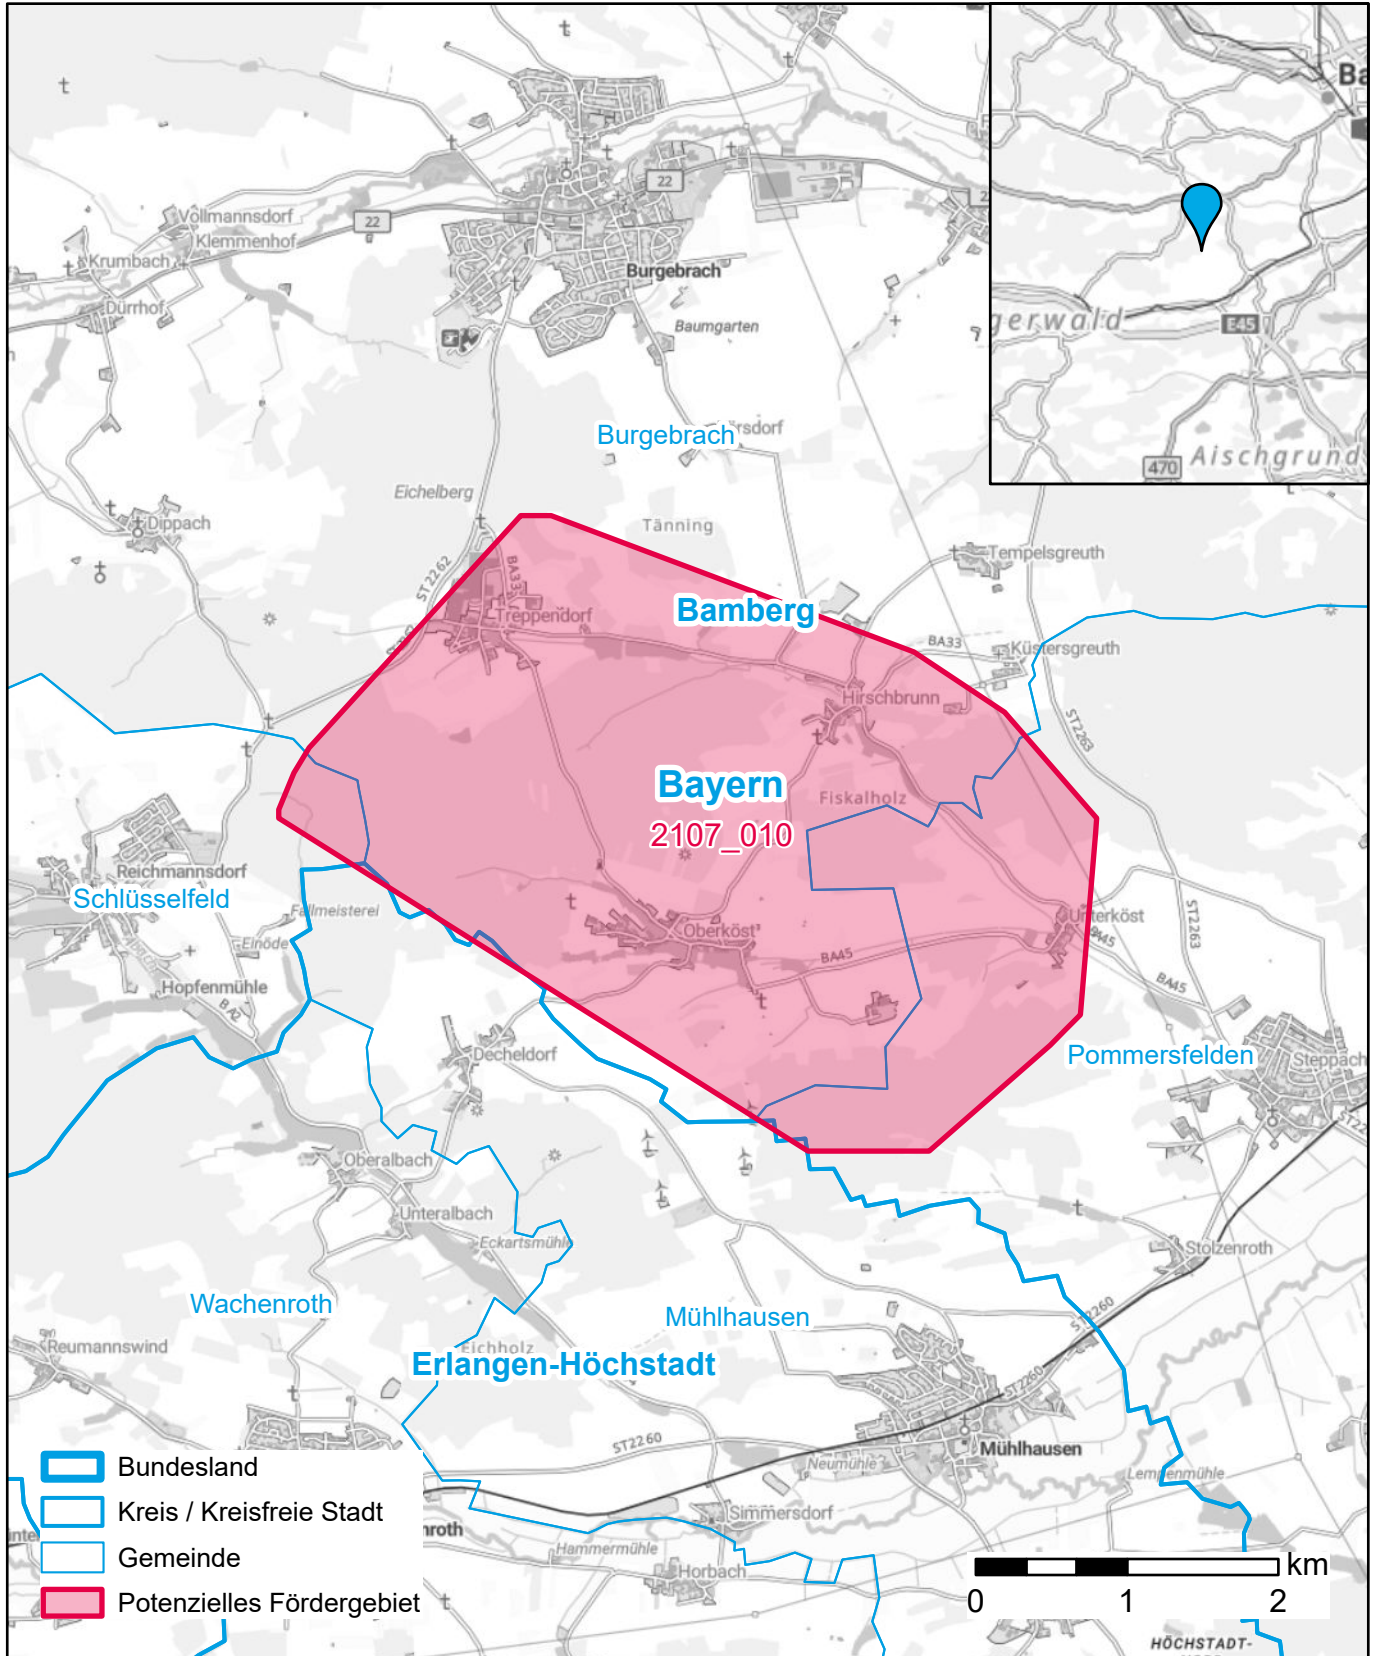 22
22
Vollmannsdorf
Klemmenhof
Krumbach
Dürrhof
Burgebrach
Baumgarten
Burgebrach
Eichelberg
Tänning
Dippach
ST2262
BA33
Treppendorf
Bamberg
Tempelsgreuth
BA33
Küstersgreuth
Hirschbrunn
ST2263
Bayern
2107_010
Fiskalholz
Reichmannsdorf
Schlüsselfeld
Fallmeisterei
Einöde
Hopfenmühle
Oberköst
BA45
Unterköst
BA45
ST2263
BA45
Decheldorf
Pommersfelden
Steppach
Oberalbach
Unteralbach
Eckartsmühle
Stolzenroth
Wachenroth
Mühlhausen
ST2260
Reumannswind
Eichholz
Erlangen-Höchstadt
ST2260
ST2260
Mühlhausen
Neumühle
Lempenmühle
Simmersdorf
Hammermühle
Horbach
HÖCHSTADT-
Ba
gerwald
E45
470
Aischgrund
Bundesland
Kreis / Kreisfreie Stadt
Gemeinde
Potenzielles Fördergebiet
km
0 1 2